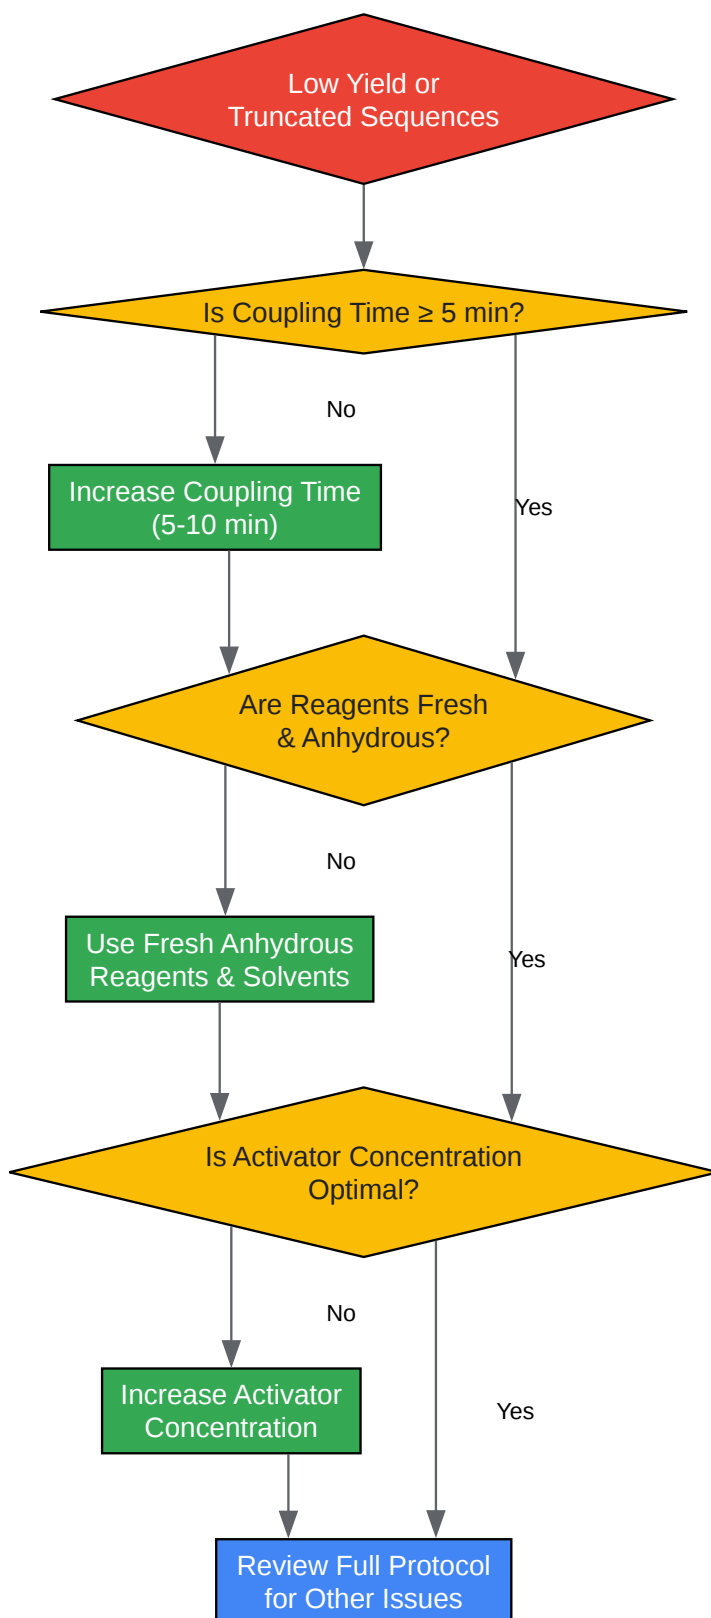 Low Yield or
Truncated Sequences
Is Coupling Time ≥ 5 min?
No
Increase Coupling Time
(5-10 min)
Yes
Are Reagents Fresh
& Anhydrous?
No
Use Fresh Anhydrous
Reagents & Solvents
Yes
Is Activator Concentration
Optimal?
No
Increase Activator
Concentration
Yes
Review Full Protocol
for Other Issues